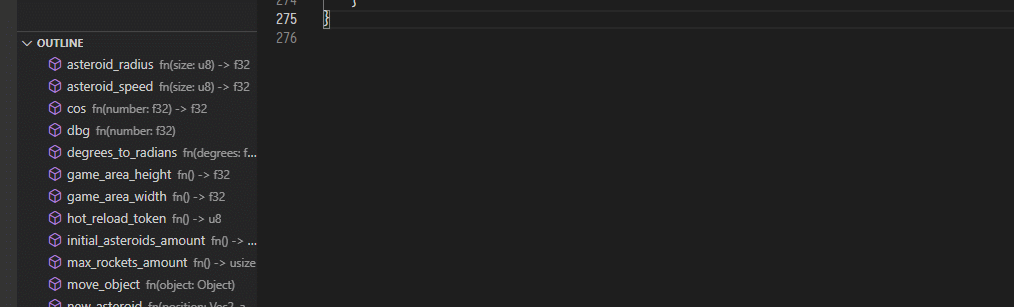 274 }
275 }
276
OUTLINE
asteroid_radius fn(size: u8) -> f32
asteroid_speed fn(size: u8) -> f32
cos fn(number: f32) -> f32
dbg fn(number: f32)
degrees_to_radians fn(degrees: f...
game_area_height fn() -> f32
game_area_width fn() -> f32
hot_reload_token fn() -> u8
initial_asteroids_amount fn() -> ...
max_rockets_amount fn() -> usize
move_object fn(object: Object)
new_asteroid fn(position: Vec2, a...